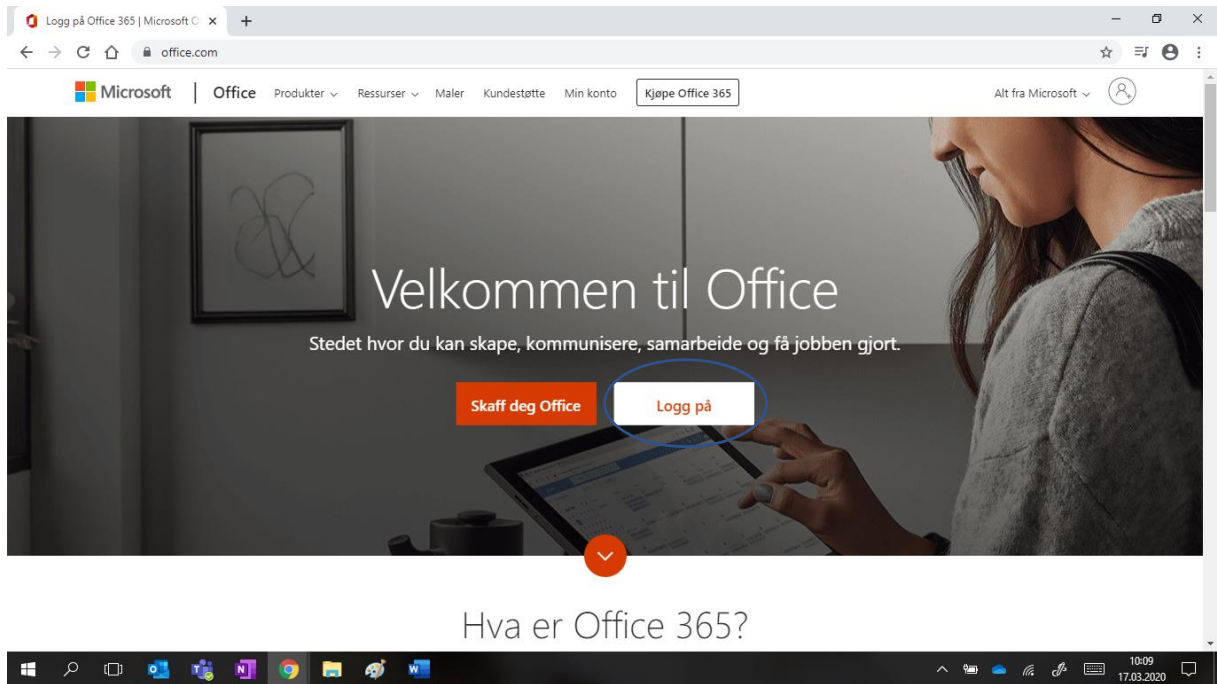 Logg på Office 365 | Microsoft O
office.com
Microsoft | Office Produkter Ressurser Maler Kundestøtte Min konto Kjøpe Office 365 Alt fra Microsoft
Velkommen til Office
Stedet hvor du kan skape, kommunisere, samarbeide og få jobben gjort.
Skaff deg Office Logg på
Hva er Office 365?
10:09
17.03.2020